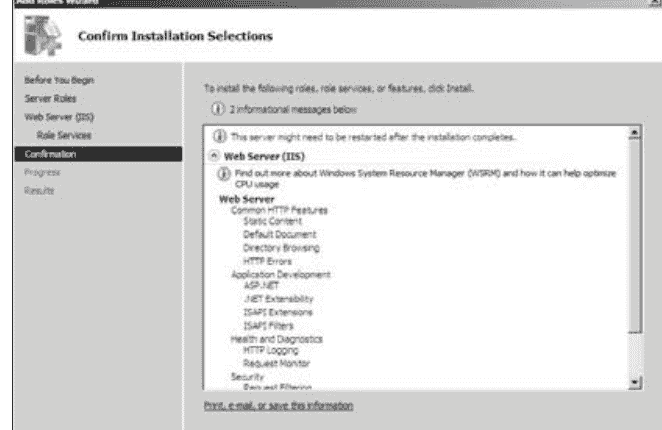 Add Roles Wizard
Confirm Installation Selections
Before You Begin
Server Roles
Web Server (IIS)
Role Services
Confirmation
Progress
Results
To install the following roles, role services, or features, click Install.
2 informational messages below
This server might need to be restarted after the installation completes.
Web Server (IIS)
Find out more about Windows System Resource Manager (WSRM) and how it can help optimize
CPU usage
Web Server
Common HTTP Features
Static Content
Default Document
Directory Browsing
HTTP Errors
Application Development
ASP.NET
.NET Extensibility
ISAPI Extensions
ISAPI Filters
Health and Diagnostics
HTTP Logging
Request Monitor
Security
Request Filtering
Print, e-mail, or save this information